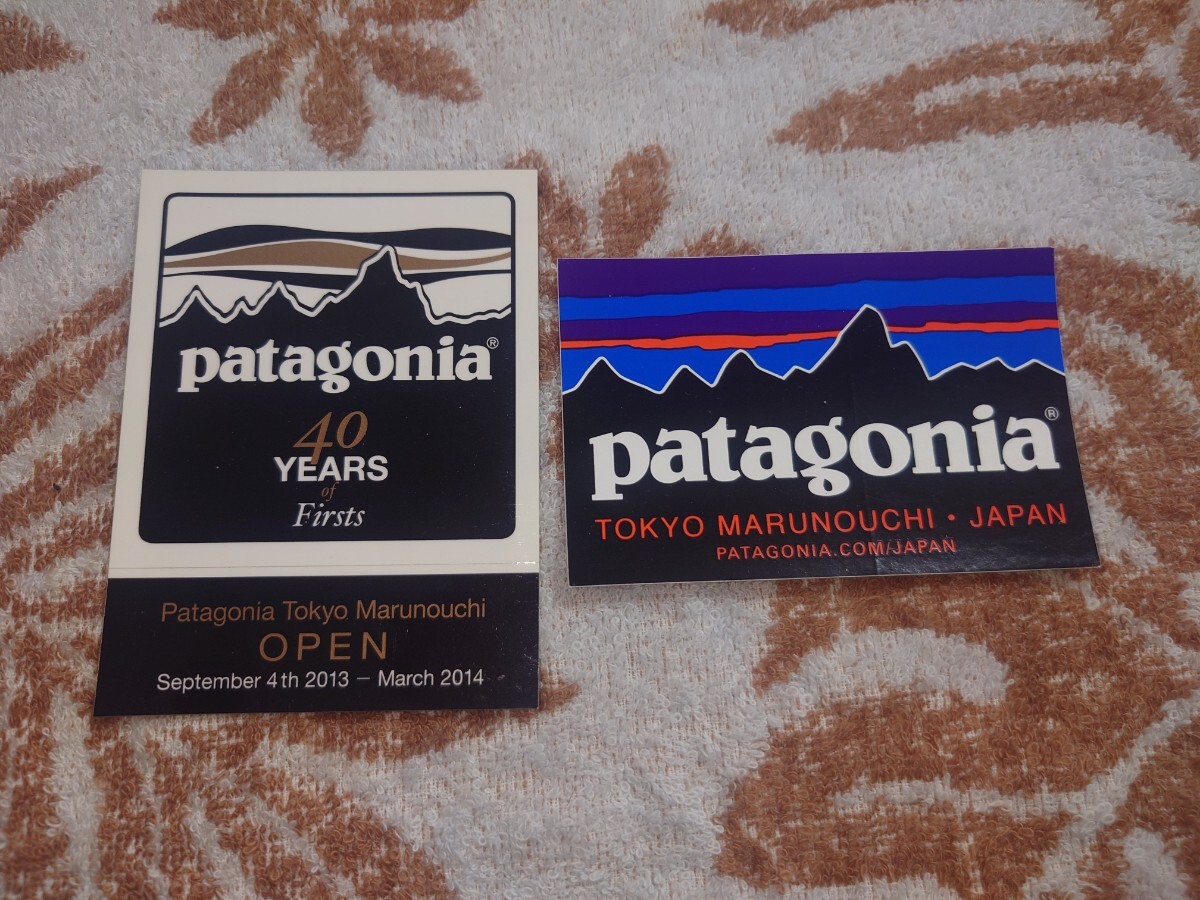 patagonia®
40
YEARS
of
Firsts
Patagonia Tokyo Marunouchi
OPEN
September 4th 2013 – March 2014
patagonia®
TOKYO MARUNOUCHI • JAPAN
PATAGONIA.COM/JAPAN